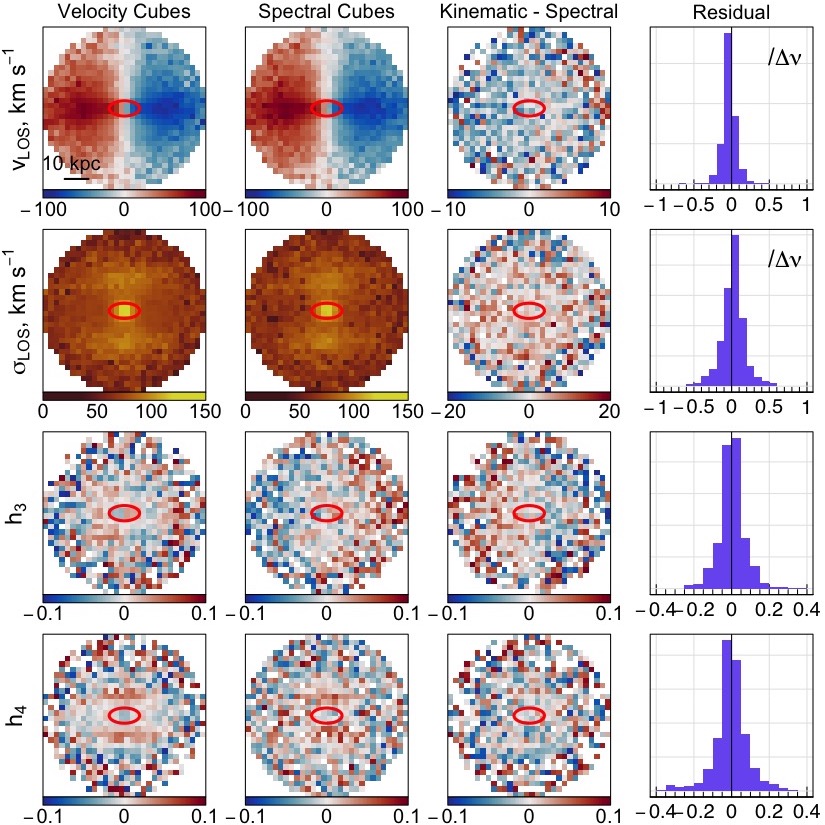 Velocity Cubes Spectral Cubes Kinematic - Spectral Residual
vLOS, km s−1
10 kpc
/Δν
−100 0 100 −100 0 100 −10 0 10 −1 −0.5 0 0.5 1
σLOS, km s−1
/Δν
0 50 100 150 0 50 100 150 −20 0 20 −1 −0.5 0 0.5 1
h3
−0.1 0 0.1 −0.1 0 0.1 −0.1 0 0.1 −0.4 −0.2 0 0.2 0.4
h4
−0.1 0 0.1 −0.1 0 0.1 −0.1 0 0.1 −0.4 −0.2 0 0.2 0.4